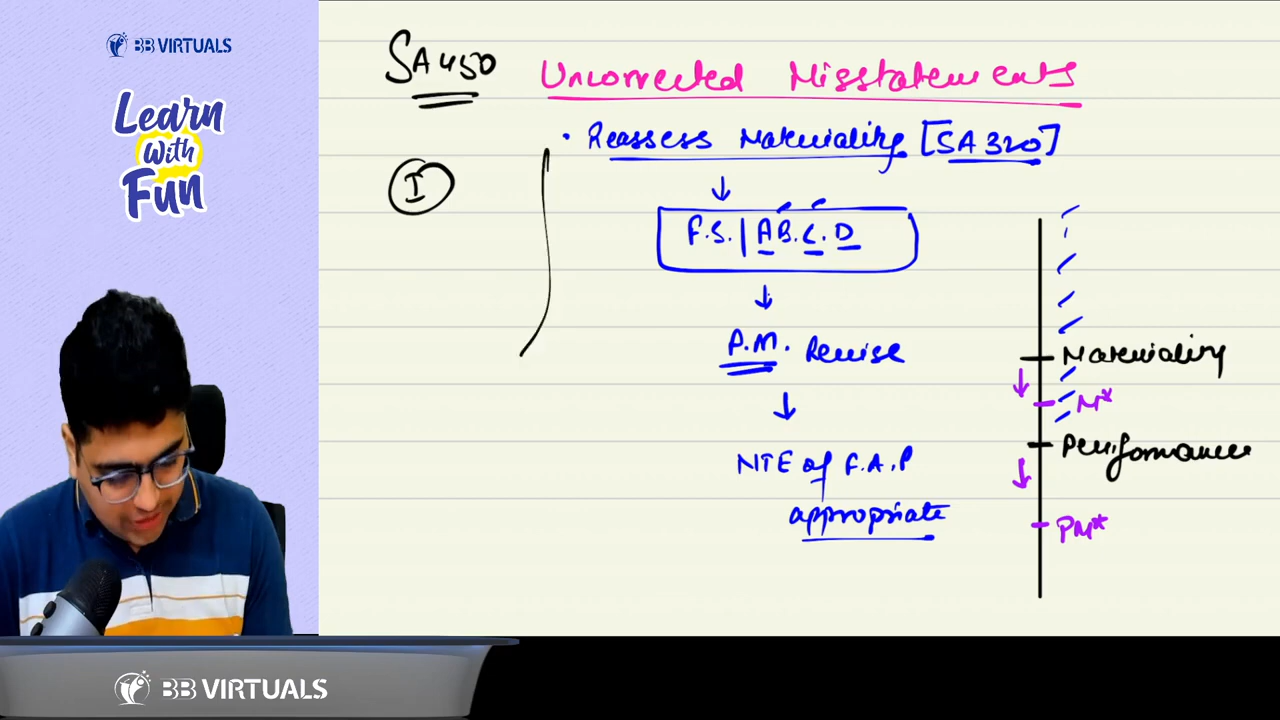 BB VIRTUALS
Learn
With
Fun
SA 450
Uncorrected Misstatements
• Reassess Materiality [SA 320]
I
F.S. | A B. C. D
P.M. Revise
NTE of F.A.P
appropriate
Materiality
M*
Performance
PM*
BB VIRTUALS